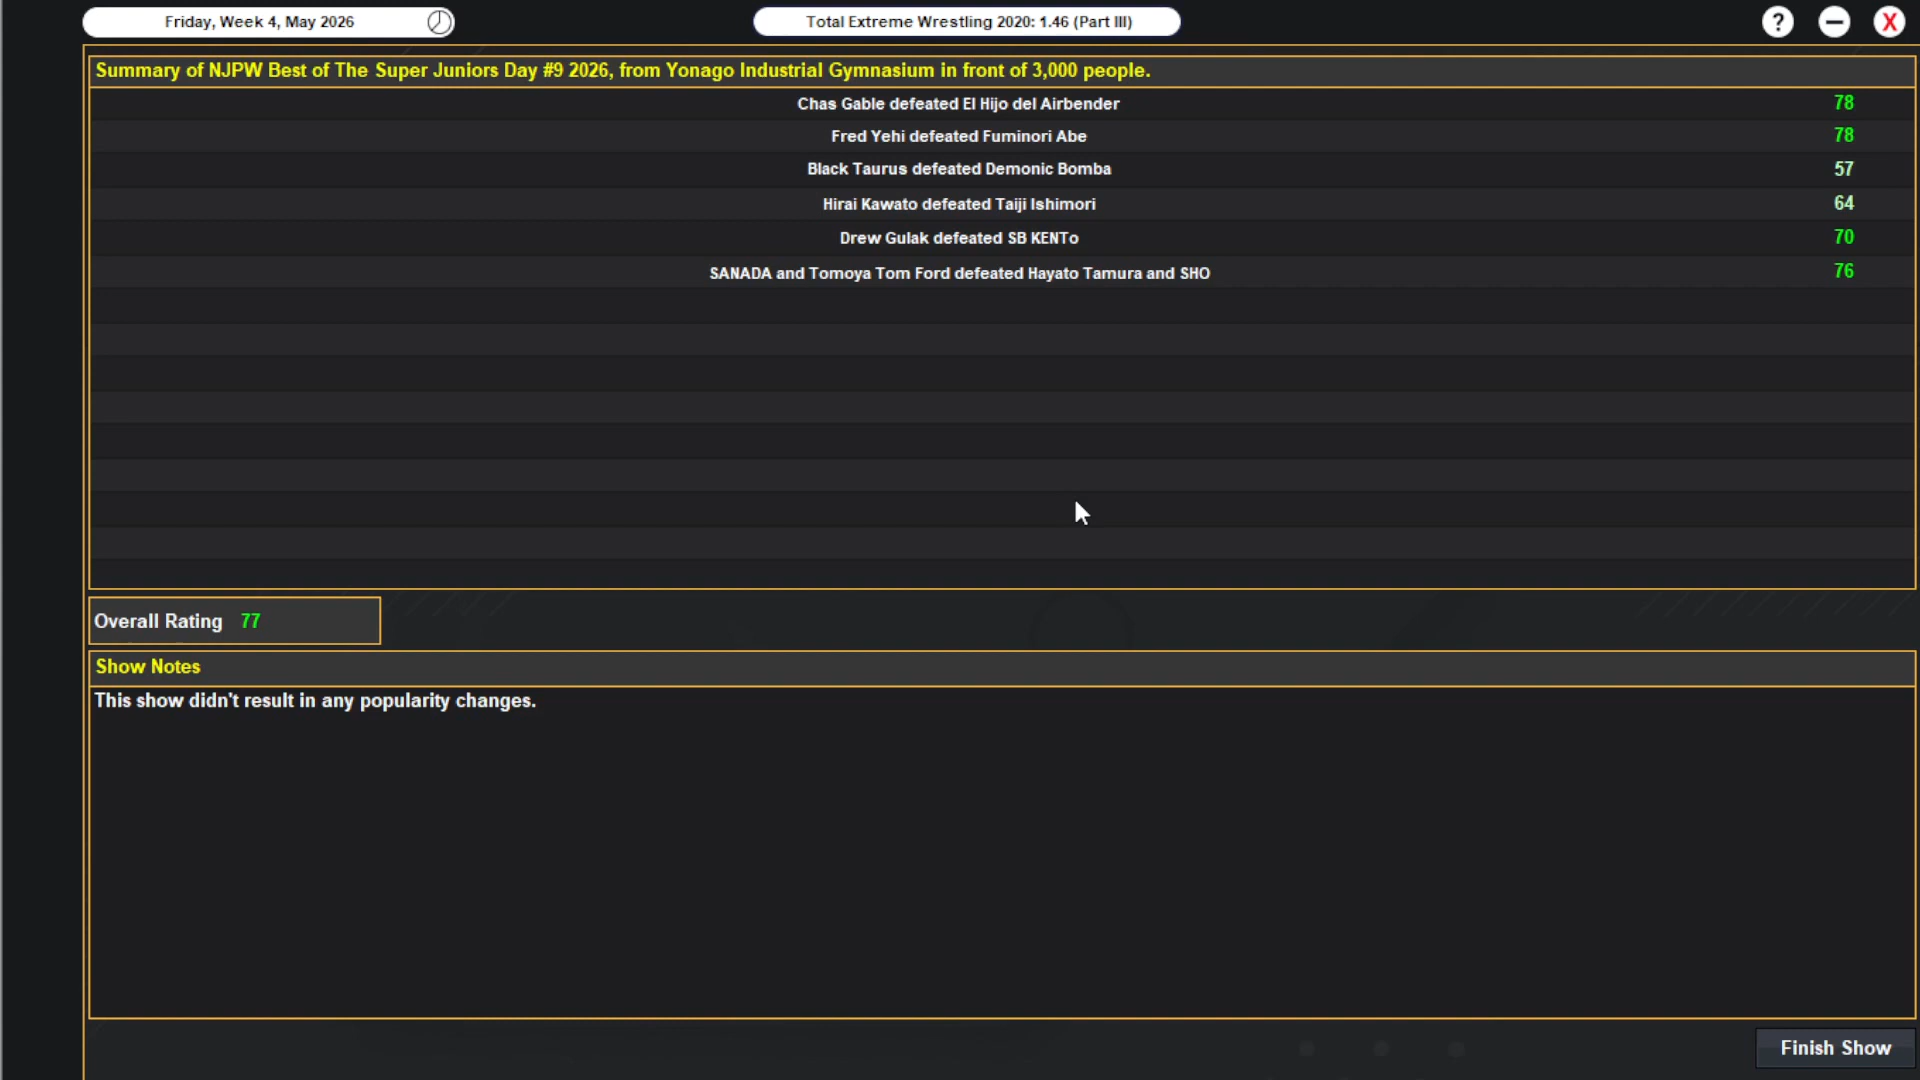 Friday, Week 4, May 2026
Total Extreme Wrestling 2020: 1.46 (Part III)
?
X
Summary of NJPW Best of The Super Juniors Day #9 2026, from Yonago Industrial Gymnasium in front of 3,000 people.
Chas Gable defeated El Hijo del Airbender 78
Fred Yehi defeated Fuminori Abe 78
Black Taurus defeated Demonic Bomba 57
Hirai Kawato defeated Taiji Ishimori 64
Drew Gulak defeated SB KENTo 70
SANADA and Tomoya Tom Ford defeated Hayato Tamura and SHO 76
Overall Rating 77
Show Notes
This show didn't result in any popularity changes.
Finish Show